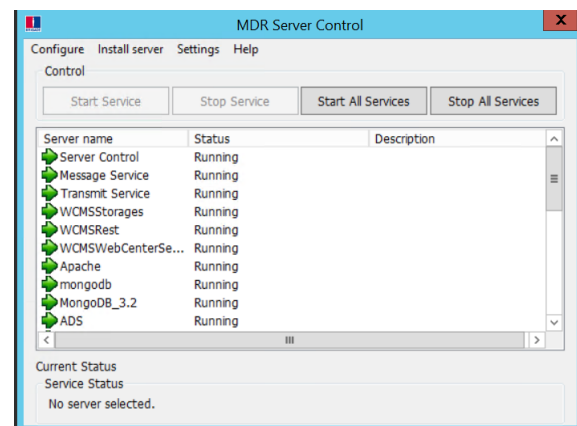 MDR Server Control
Configure Install server Settings Help
Control
Start Service Stop Service Start All Services Stop All Services
Server name Status Description
Server Control Running
Message Service Running
Transmit Service Running
WCMSStorages Running
WCMSRest Running
WCMSWebCenterSe... Running
Apache Running
mongodb Running
MongoDB_3.2 Running
ADS Running
Current Status
Service Status
No server selected.